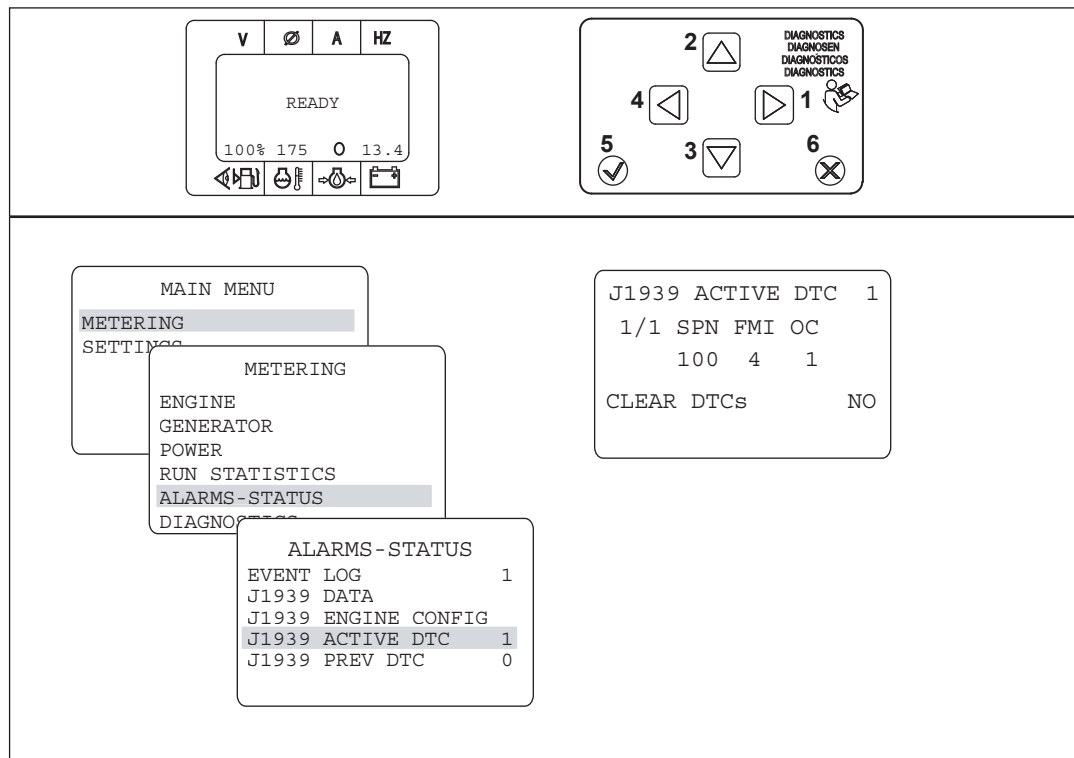 V Ø A HZ
READY
100% 175 O 13.4
2
DIAGNOSTICS
DIAGNOSEN
DIAGNÓSTICOS
DIAGNOSTICS
4
1
5
3
6
MAIN MENU
METERING
SETTINGS
METERING
ENGINE
GENERATOR
POWER
RUN STATISTICS
ALARMS-STATUS
DIAGNOSTICS
ALARMS-STATUS
EVENT LOG 1
J1939 DATA
J1939 ENGINE CONFIG
J1939 ACTIVE DTC 1
J1939 PREV DTC 0
J1939 ACTIVE DTC 1
1/1 SPN FMI OC
100 4 1
CLEAR DTCs NO